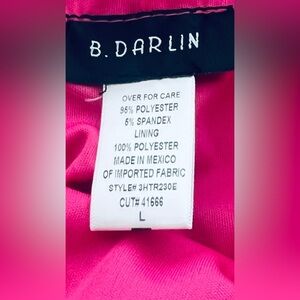 B. DARLIN
OVER FOR CARE
95% POLYESTER
5% SPANDEX
LINING
100% POLYESTER
MADE IN MEXICO
OF IMPORTED FABRIC
STYLE# 3HTR230E
CUT# 41666
L